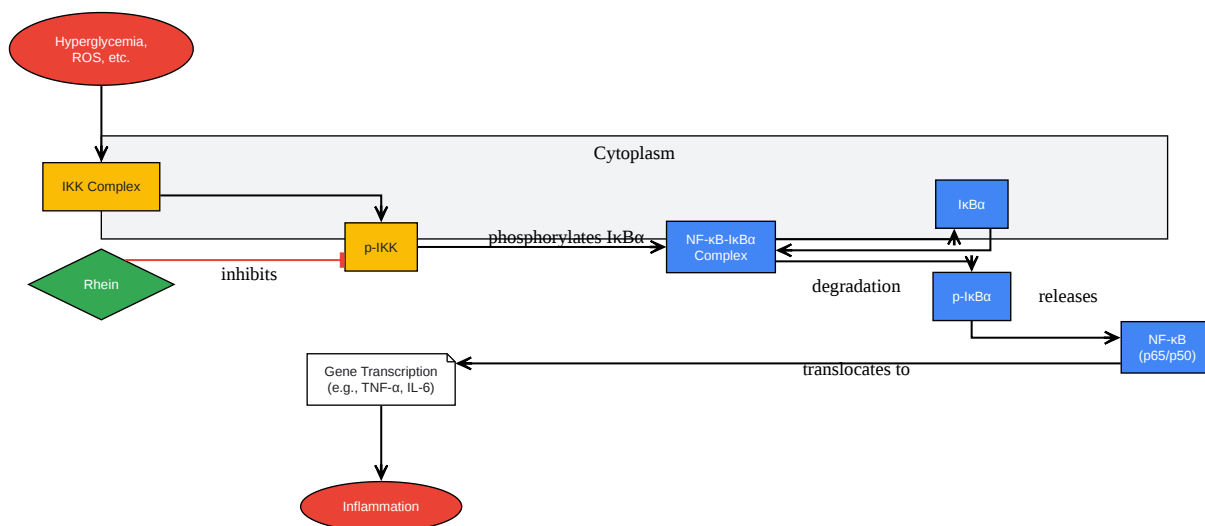 Hyperglycemia,
ROS, etc.
Cytoplasm
IKK Complex
IκBα
p-IKK
phosphorylates IκBα
NF-κB-IκBα
Complex
inhibits
Rhein
degradation
p-IκBα
releases
NF-κB
(p65/p50)
translocates to
Gene Transcription
(e.g., TNF-α, IL-6)
Inflammation